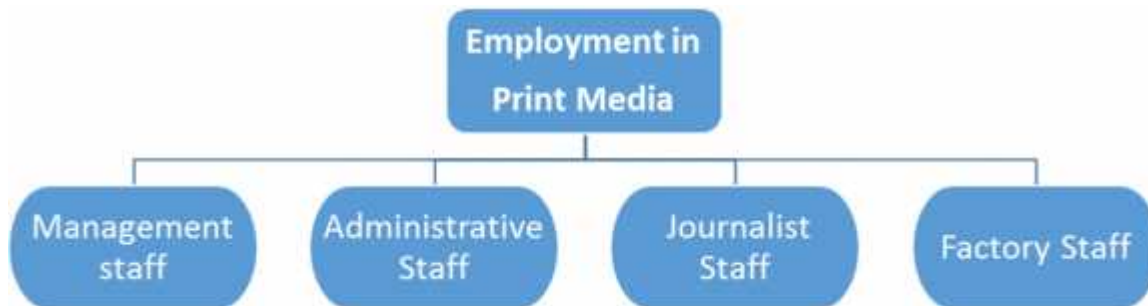 Employment in
Print Media
Management
staff
Administrative
Staff
Journalist
Staff
Factory Staff